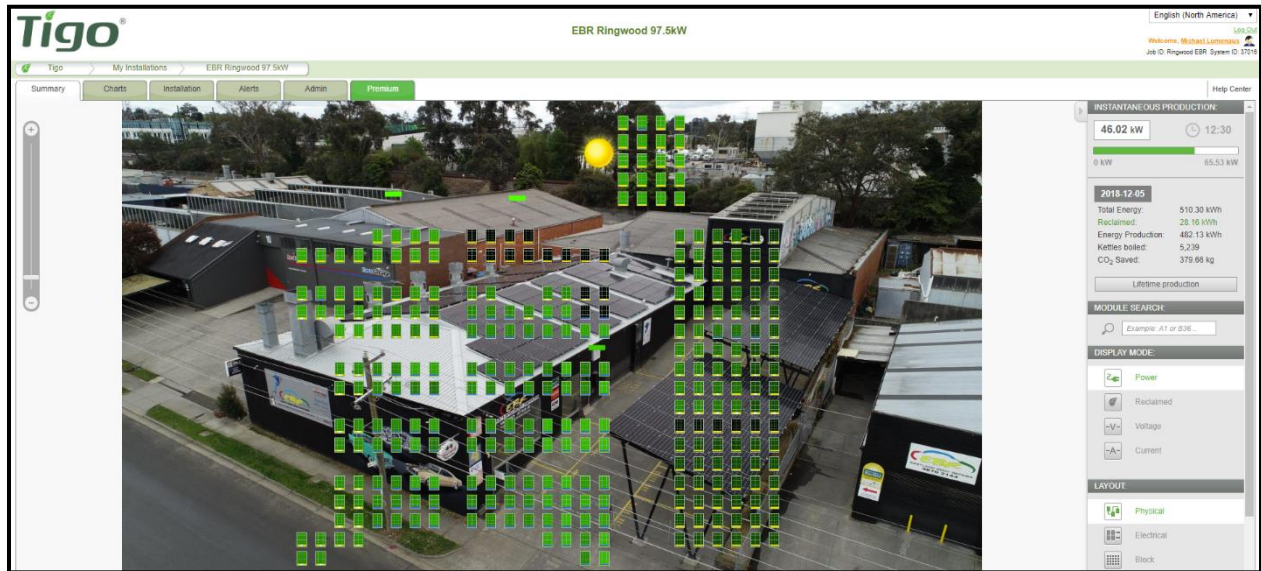 Tigo®
EBR Ringwood 97.5kW
English (North America)
Log Out
Welcome, Michael Lomonaus
Job ID: Ringwood EBR System ID: 37018
Tigo
My Installations
EBR Ringwood 97.5kW
Summary
Charts
Installation
Alerts
Admin
Premium
Help Center
INSTANTANEOUS PRODUCTION:
46.02 kW
12:30
0 kW
65.53 kW
2018-12-05
Total Energy: 510.30 kWh
Reclaimed: 28.16 kWh
Energy Production: 482.13 kWh
Kettles boiled: 5,239
CO2 Saved: 379.66 kg
Lifetime production
MODULE SEARCH:
Example: A1 or B36...
DISPLAY MODE:
Power
Reclaimed
-V- Voltage
-A- Current
LAYOUT:
Physical
Electrical
Block
EBR